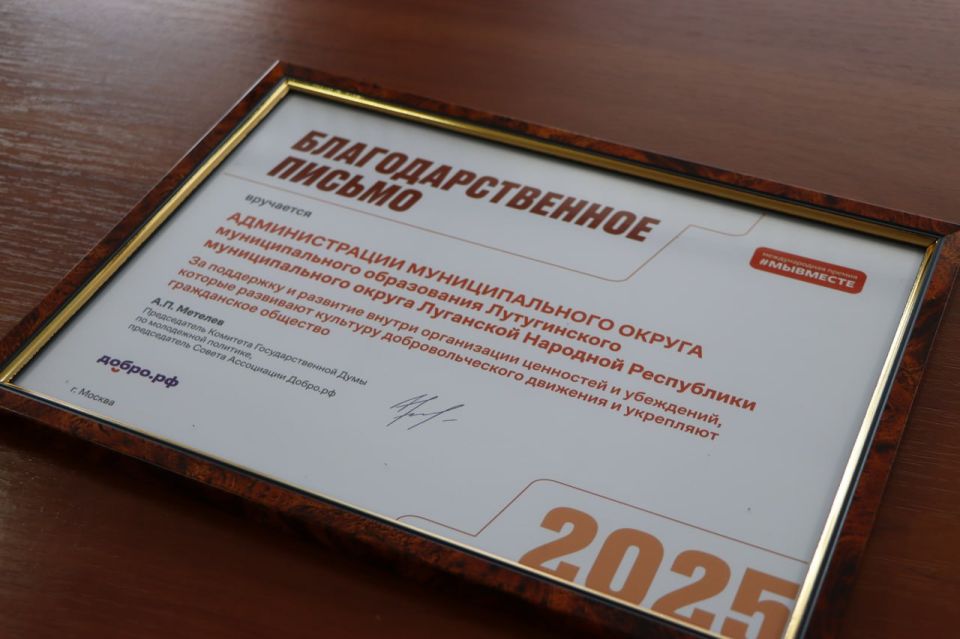 БЛАГОДАРСТВЕННОЕ
ПИСЬМО
вручается
АДМИНИСТРАЦИИ МУНИЦИПАЛЬНОГО ОКРУГА
муниципального образования Лутугинского
муниципального округа Луганской Народной Республики
За поддержку и развитие внутри организации ценностей и убеждений,
которые развивают культуру добровольческого движения и укрепляют
гражданское общество
А.П. Метелев
Председатель Комитета Государственной Думы
по молодежной политике,
председатель Совета Ассоциации Добро.рф
добро.рф
г. Москва
международная премия
#МЫВМЕСТЕ
2025